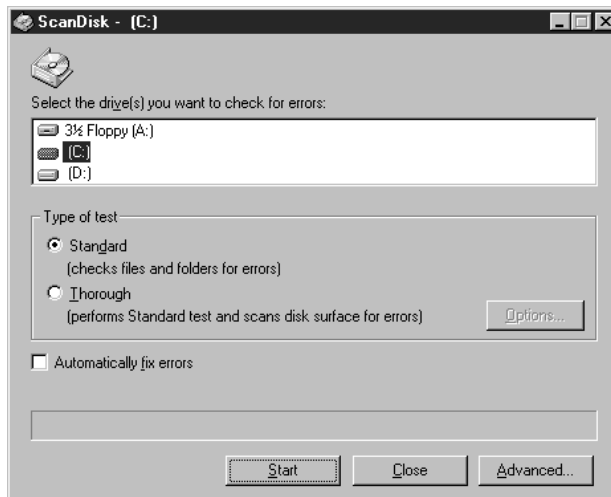 ScanDisk - (C:)
Select the drive(s) you want to check for errors:
3½ Floppy (A:)
(C:)
(D:)
Type of test
Standard
(checks files and folders for errors)
Thorough
(performs Standard test and scans disk surface for errors)
Options...
Automatically fix errors
Start Close Advanced...